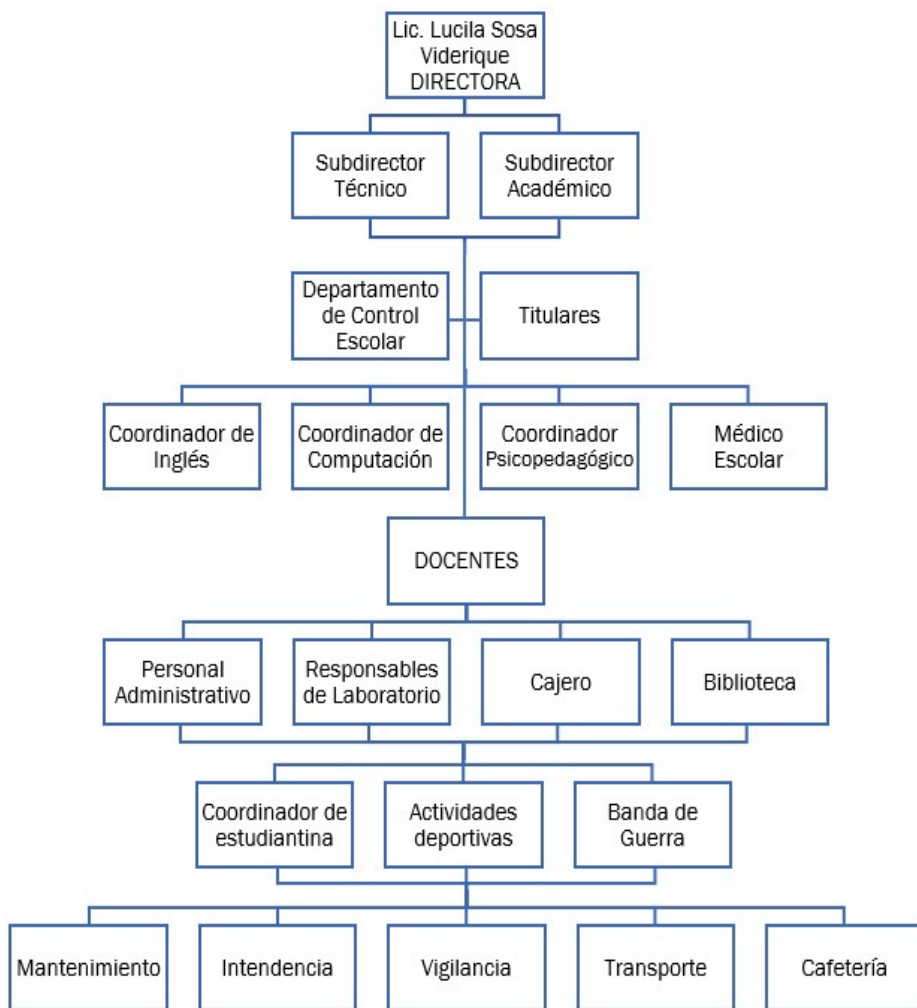 Lic. Lucila Sosa
Viderique
DIRECTORA
Subdirector
Técnico
Subdirector
Académico
Departamento
de Control
Escolar
Titulares
Coordinador de
Inglés
Coordinador de
Computación
Coordinador
Psicopedagógico
Médico
Escolar
DOCENTES
Personal
Administrativo
Responsables
de Laboratorio
Cajero
Biblioteca
Coordinador de
estudiantina
Actividades
deportivas
Banda de
Guerra
Mantenimiento
Intendencia
Vigilancia
Transporte
Cafetería